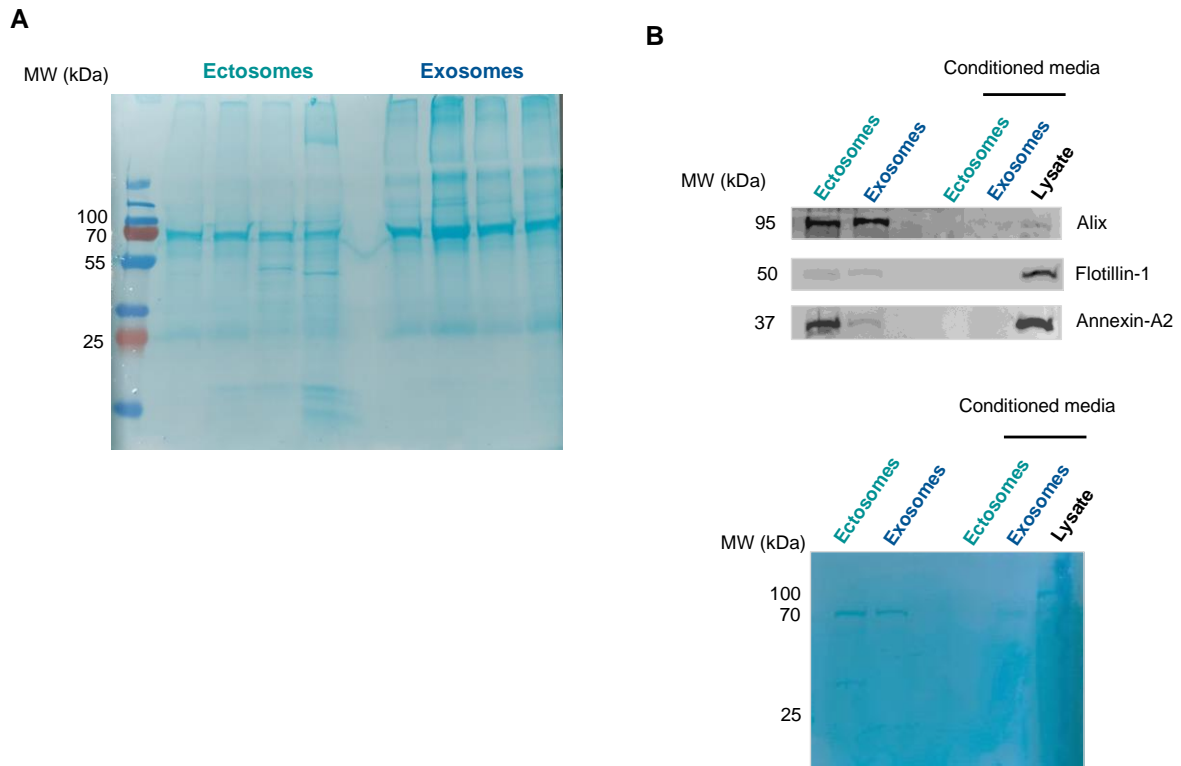 A
MW (kDa)
Ectosomes
Exosomes
100
70
55
25
B
Conditioned media
MW (kDa)
Ectosomes
Exosomes
Ectosomes
Exosomes
Lysate
95
Alix
50
Flotillin-1
37
Annexin-A2
Conditioned media
MW (kDa)
Ectosomes
Exosomes
Ectosomes
Exosomes
Lysate
100
70
25